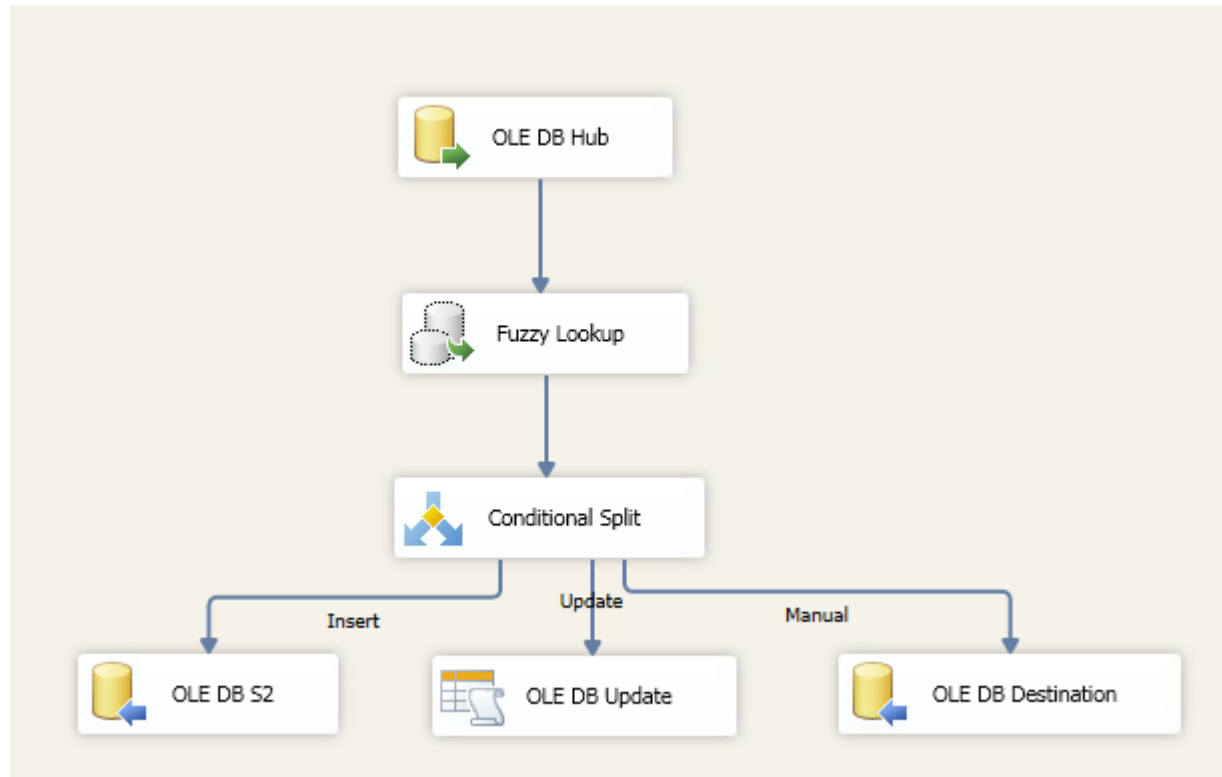 OLE DB Hub
Fuzzy Lookup
Conditional Split
Insert
Update
Manual
OLE DB S2
OLE DB Update
OLE DB Destination